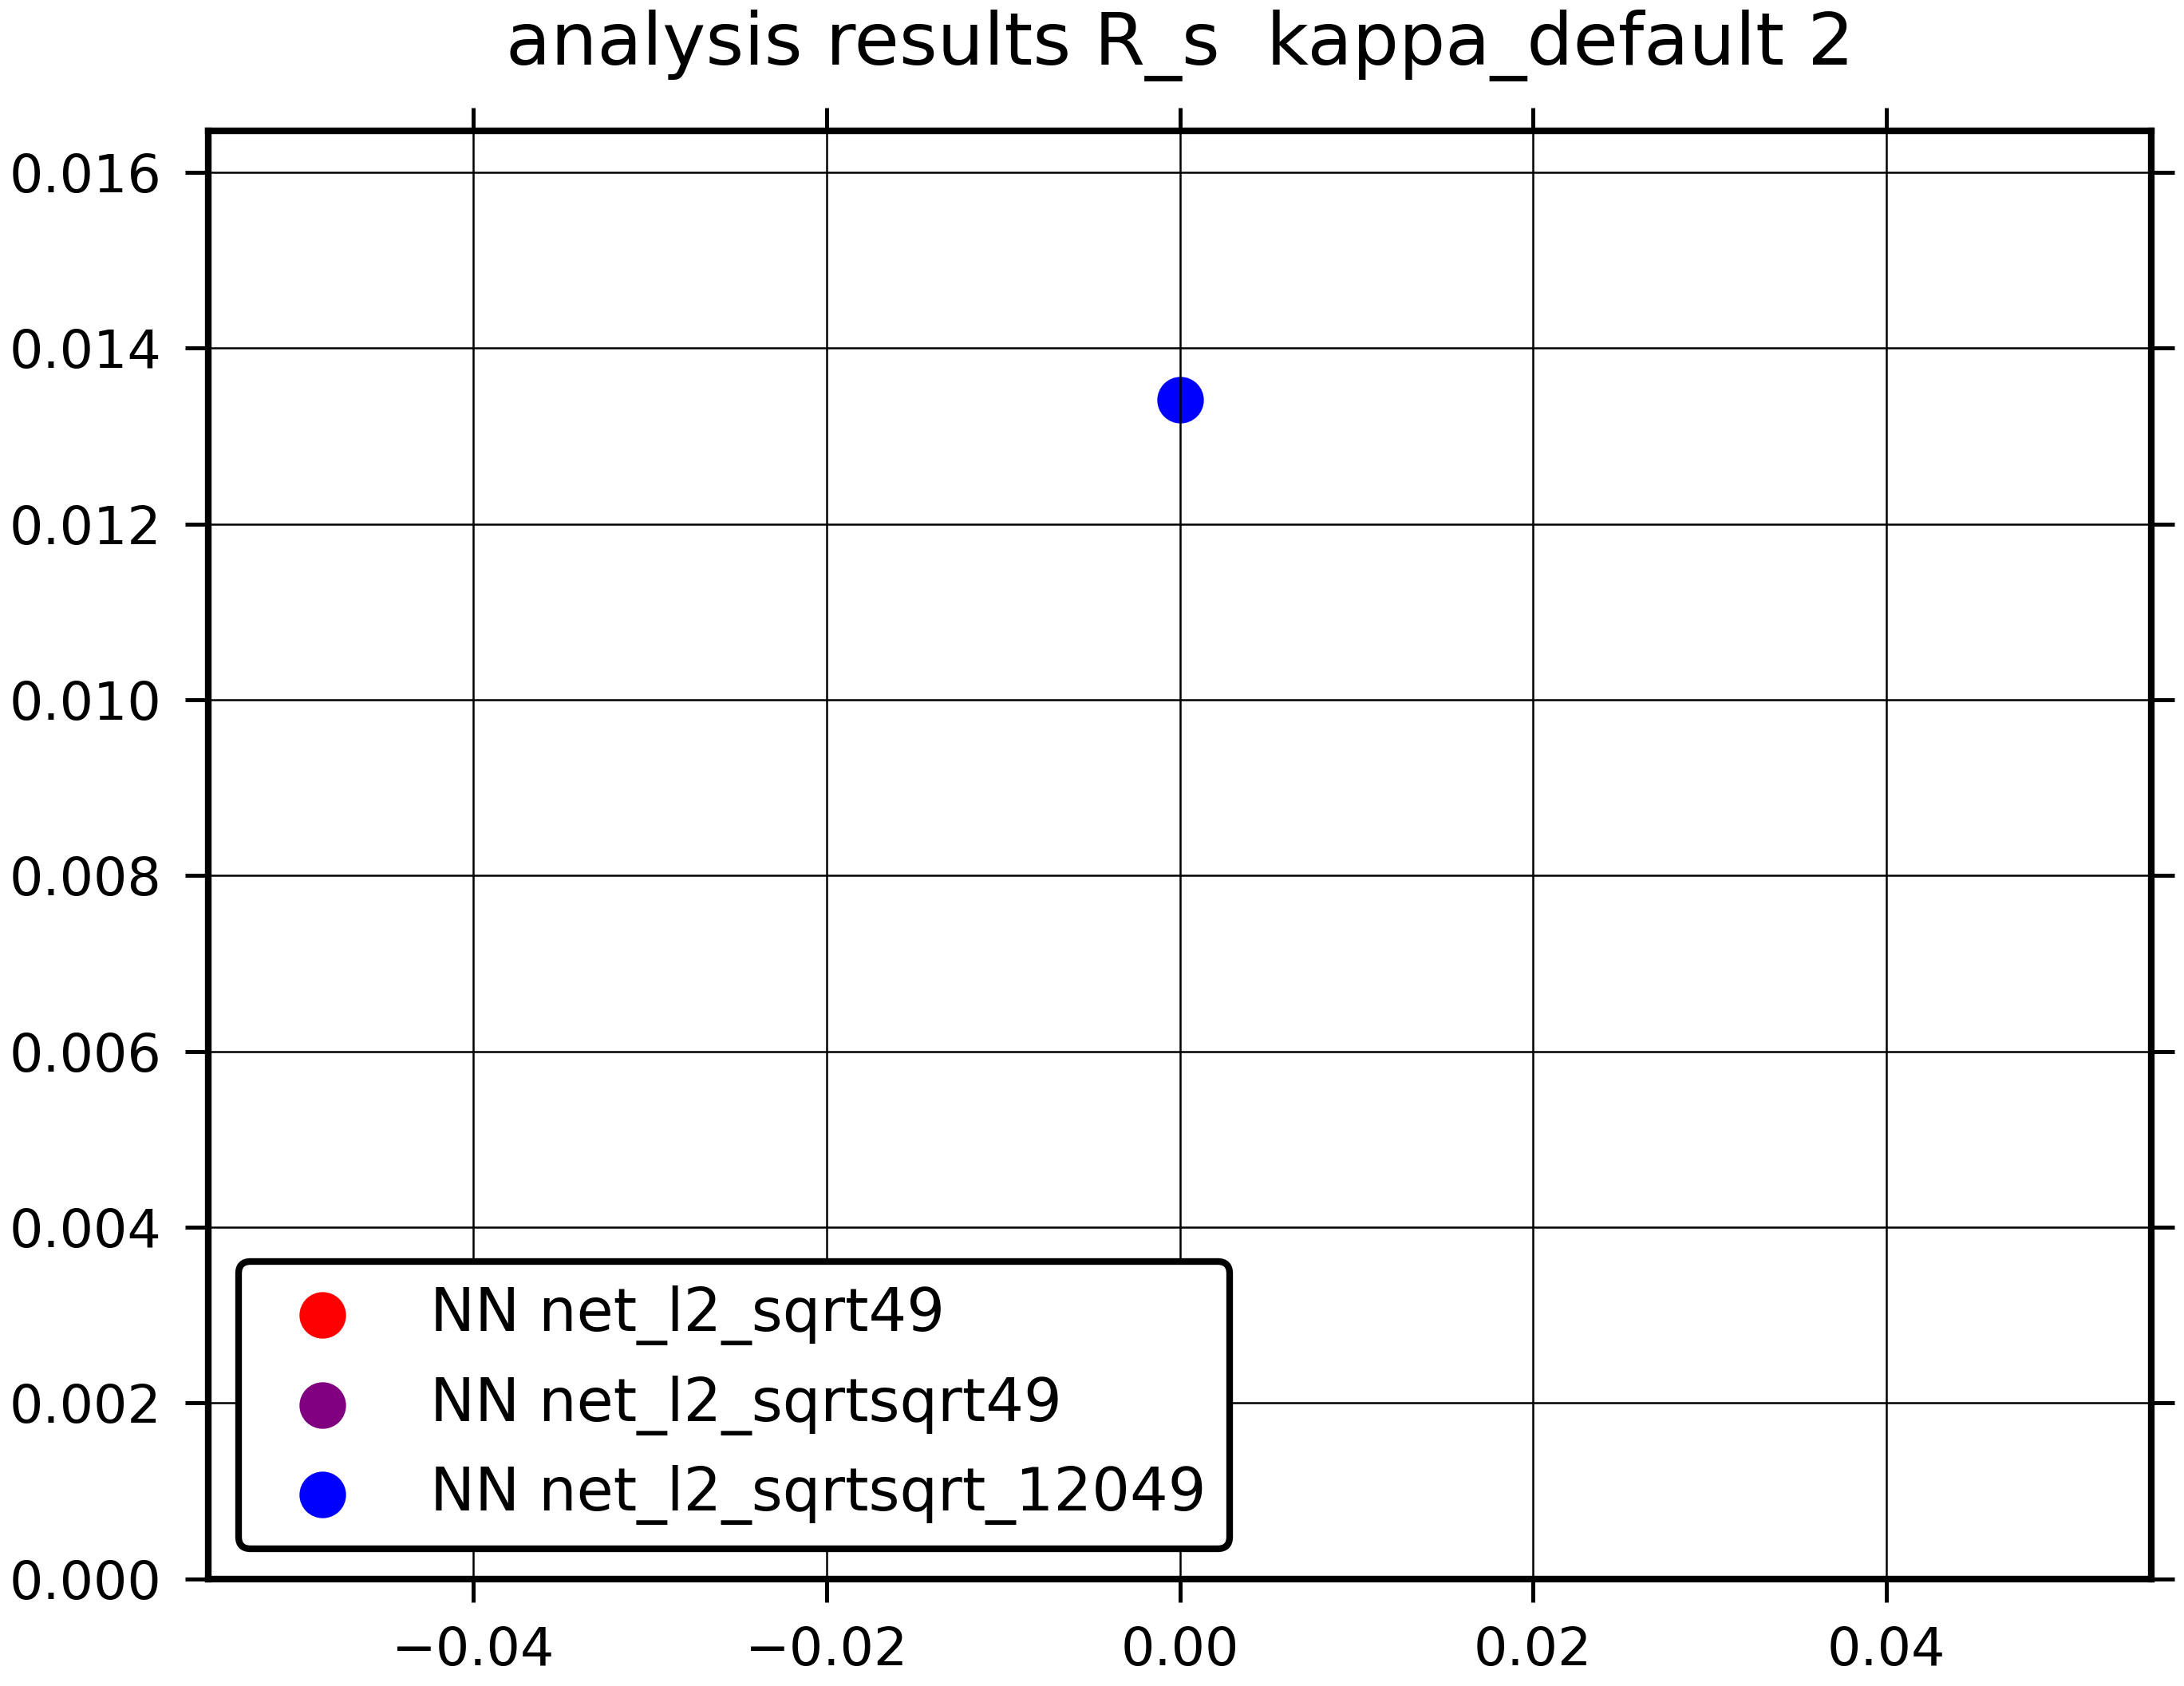 analysis results R_s  kappa_default 2
0.016
0.014
0.012
0.010
0.008
0.006
0.004
0.002
0.000
NN net_l2_sqrt49
NN net_l2_sqrtsqrt49
NN net_l2_sqrtsqrt_12049
−0.04 −0.02 0.00 0.02 0.04